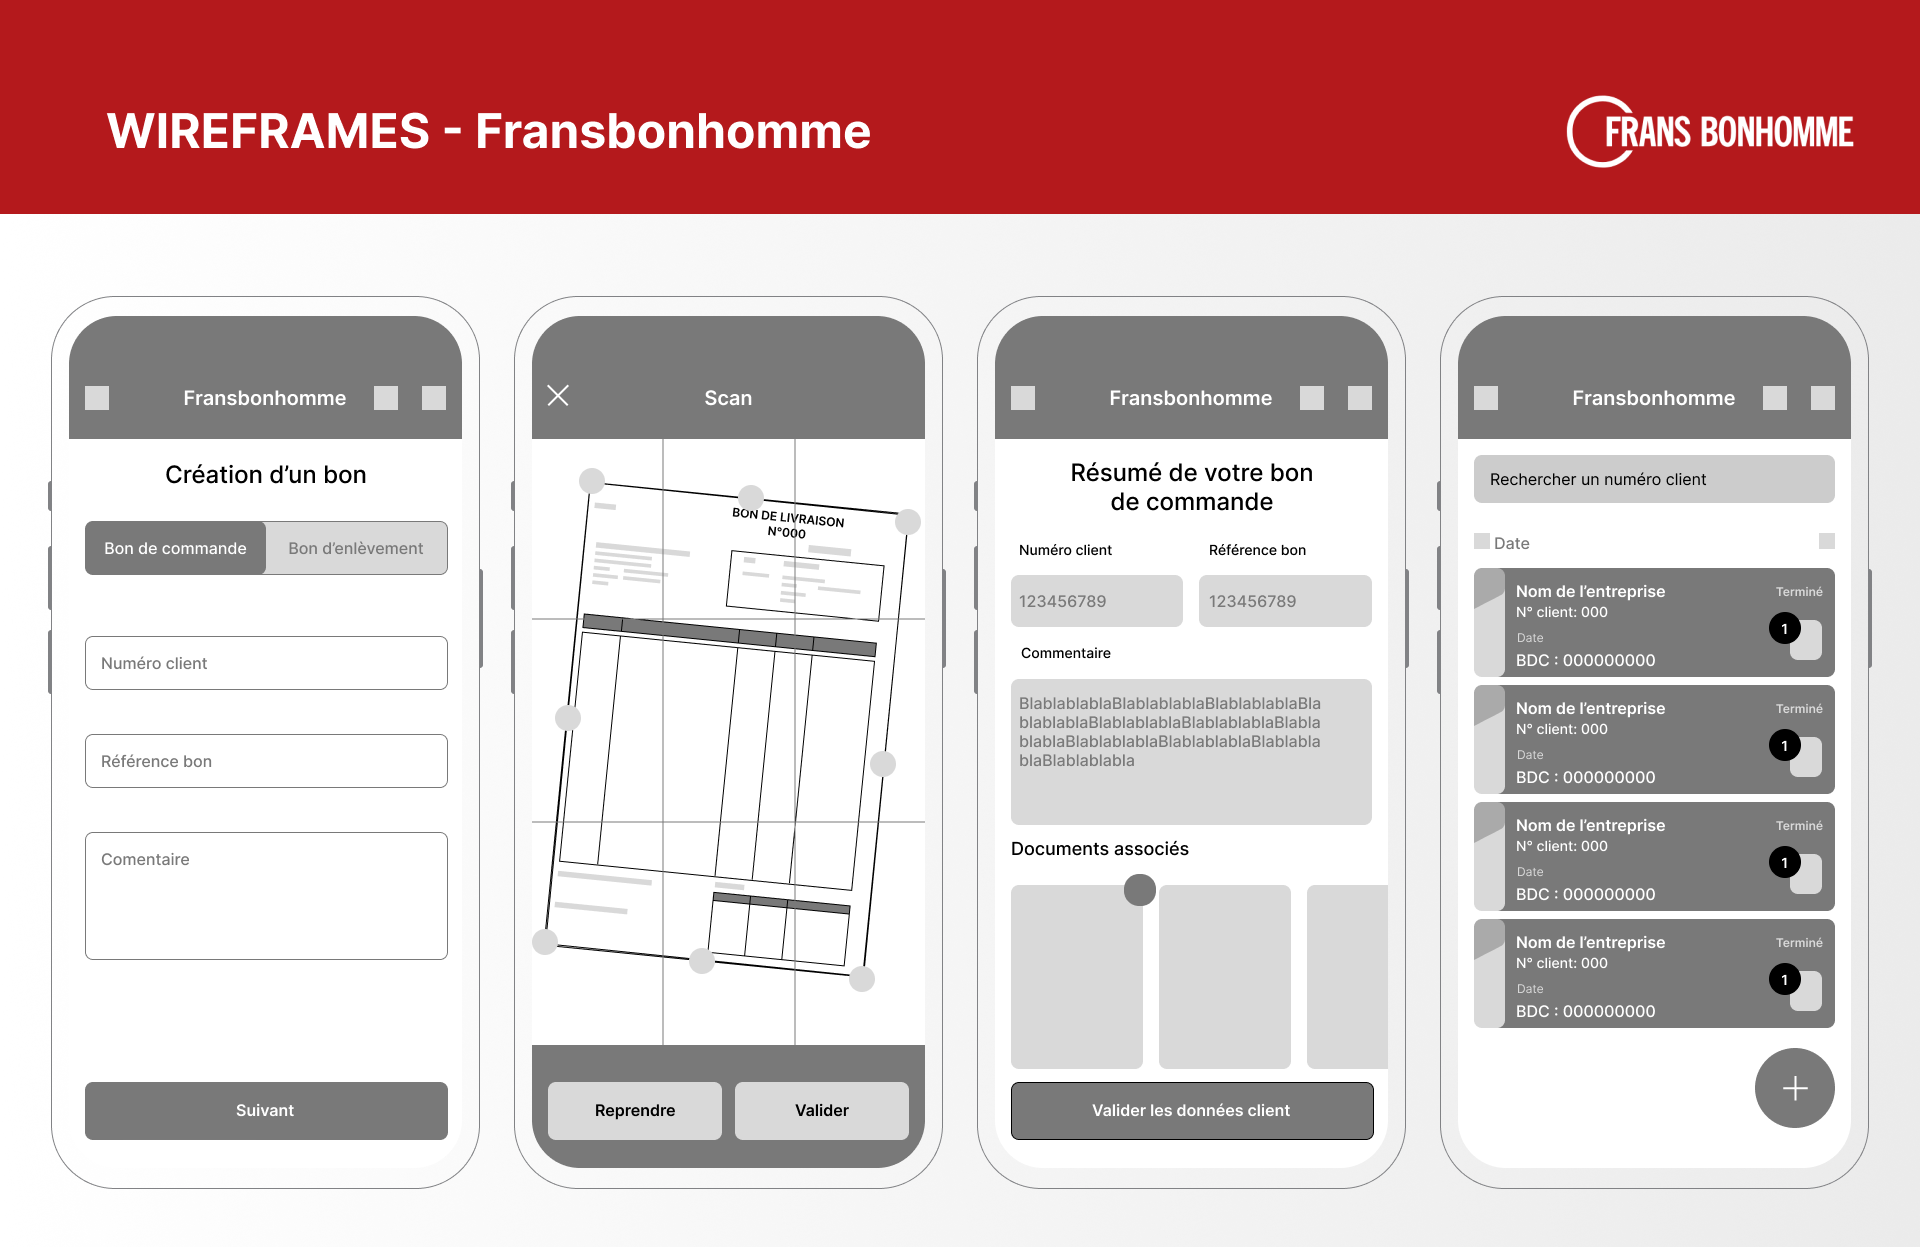 WIREFRAMES - Fransbonhomme
FRANS BONHOMME
Fransbonhomme
Création d’un bon
Bon de commande
Bon d’enlèvement
Numéro client
Référence bon
Comentaire
Suivant
Scan
BON DE LIVRAISON
N°000
Reprendre
Valider
Fransbonhomme
Résumé de votre bon
de commande
Numéro client
Référence bon
123456789
123456789
Commentaire
BlablablablaBlablablablaBlablablablaBla
blablablaBlablablablaBlablablablaBlabla
blablaBlablablablaBlablablablaBlablabla
blaBlablablabla
Documents associés
Valider les données client
Fransbonhomme
Rechercher un numéro client
Date
Nom de l’entreprise
Terminé
N° client: 000
1
Date
BDC : 000000000
Nom de l’entreprise
Terminé
N° client: 000
1
Date
BDC : 000000000
Nom de l’entreprise
Terminé
N° client: 000
1
Date
BDC : 000000000
Nom de l’entreprise
Terminé
N° client: 000
1
Date
BDC : 000000000